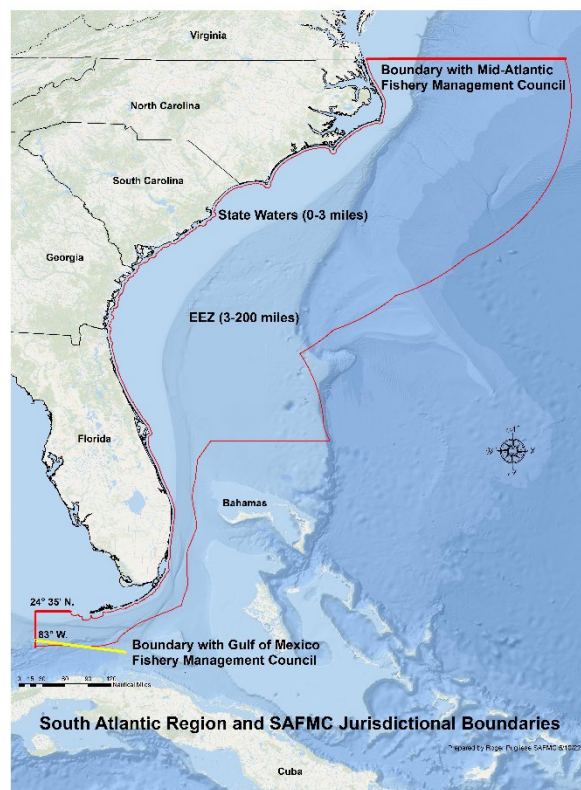 Virginia
Boundary with Mid-Atlantic
Fishery Management Council
North Carolina
South Carolina
State Waters (0-3 miles)
Georgia
EEZ (3-200 miles)
Florida
Bahamas
24° 35' N.
83° W.
Boundary with Gulf of Mexico
Fishery Management Council
Nautical Miles
South Atlantic Region and SAFMC Jurisdictional Boundaries
Cuba